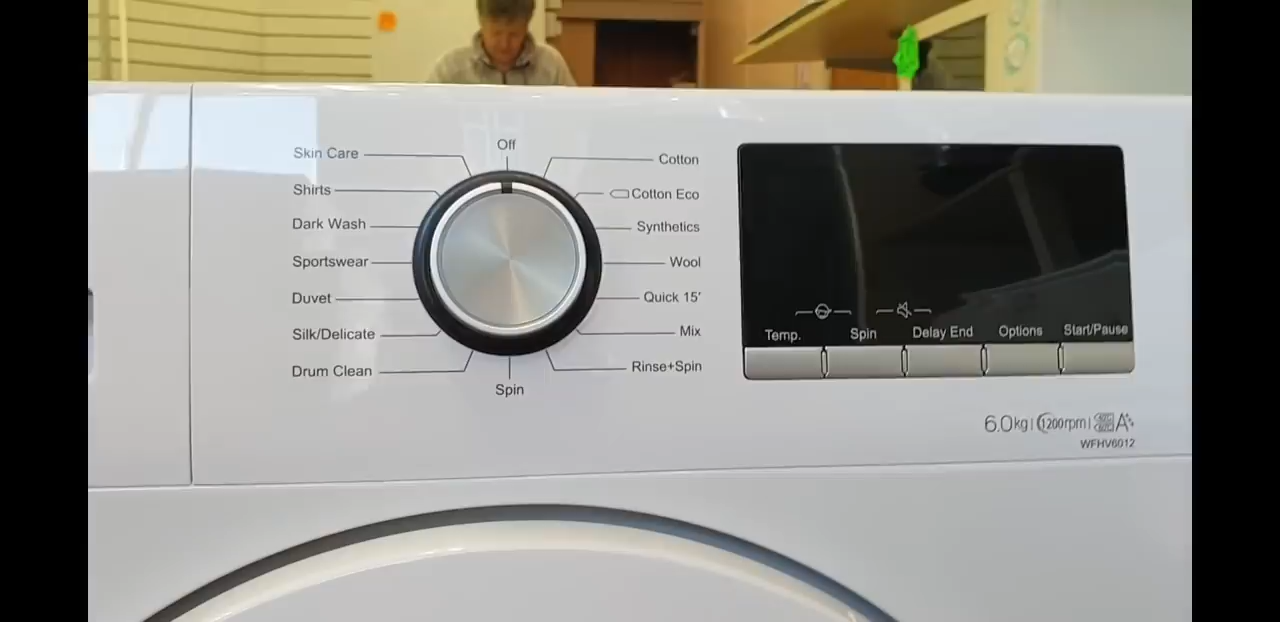 Off
Skin Care
Shirts
Dark Wash
Sportswear
Duvet
Silk/Delicate
Drum Clean
Spin
Cotton
Cotton Eco
Synthetics
Wool
Quick 15'
Mix
Rinse+Spin
Temp. Spin Delay End Options Start/Pause
6.0kg 1200rpm
WFHV6012